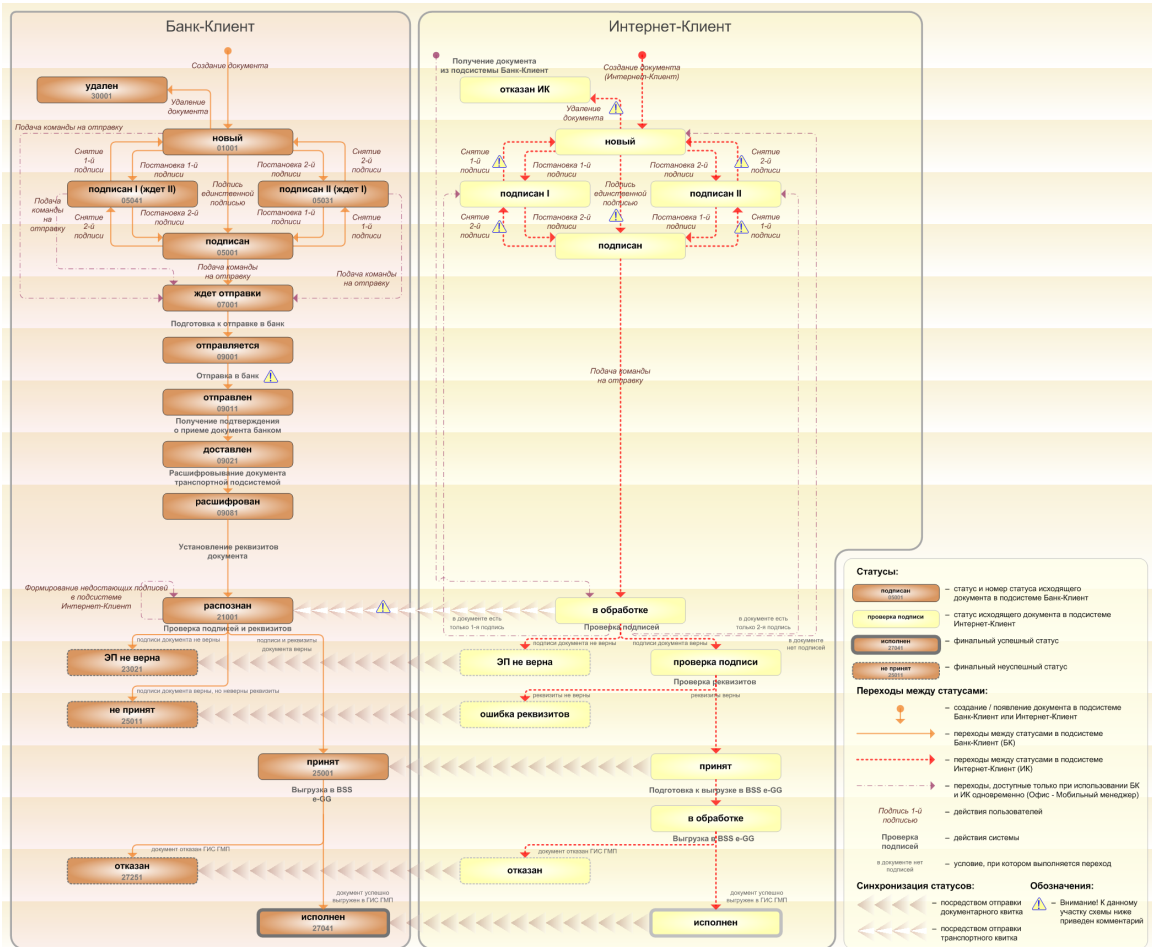 Банк-Клиент
Создание документа
удален
30001
Удаление
документа
Подача команды на отправку
новый
01001
Снятие
1-й
подписи
Постановка 1-й
подписи
Постановка 2-й
подписи
Снятие
2-й
подписи
подписан I (ждет II)
05041
Подпись
единственной
подписью
подписан II (ждет I)
05031
Подача
команды
на
отправку
Снятие
2-й
подписи
Постановка 2-й
подписи
Постановка 1-й
подписи
Снятие
1-й
подписи
подписан
05001
Подача команды
на отправку
Подача команды
на отправку
ждет отправки
07001
Подготовка к отправке в банк
отправляется
09001
Отправка в банк
отправлен
09011
Получение подтверждения
о приеме документа банком
доставлен
09021
Расшифровывание документа
транспортной подсистемой
расшифрован
09081
Установление реквизитов
документа
Формирование недостающих подписей
в подсистеме
Интернет-Клиент
распознан
21001
Проверка подписей и реквизитов
подписи документа не верны
подписи и реквизиты
документа верны
ЭП не верна
23021
подписи документа верны, но неверны реквизиты
не принят
25011
принят
25001
Выгрузка в BSS
e-GG
документ отказан ГИС ГМП
отказан
27251
документ успешно
выгружен в ГИС ГМП
исполнен
27041
Интернет-Клиент
Получение документа
из подсистемы Банк-Клиент
Создание документа
(Интернет-Клиент)
отказан ИК
Удаление
документа
новый
Снятие
1-й
подписи
Постановка 1-й
подписи
Постановка 2-й
подписи
Снятие
2-й
подписи
подписан I
Подпись
единственной
подписью
подписан II
Снятие
2-й
подписи
Постановка 2-й
подписи
Постановка 1-й
подписи
Снятие
1-й
подписи
подписан
Подача команды
на отправку
в обработке
в документе есть
только 1-я подпись
Проверка пдписей
в документе есть
только 2-я подпись
в документе
нет подписей
подписи документа не верны
подписи документа верны
ЭП не верна
проверка подписи
Проверка реквизитов
реквизиты не верны
реквизиты верны
ошибка реквизитов
принят
Подготовка к выгрузке в BSS e-GG
в обработке
Выгрузка в BSS e-GG
документ отказан ГИС ГМП
отказан
документ успешно
выгружен в ГИС ГМП
исполнен
Статусы:
подписан
05001
– статус и номер статуса исходящего
документа в подсистеме Банк-Клиент
проверка подписи
– статус исходящего документа в подсистеме
Интернет-Клиент
исполнен
27041
– финальный успешный статус
не принят
25011
– финальный неуспешный статус
Переходы между статусами:
– создание / появление документа в подсистеме
Банк-Клиент или Интернет-Клиент
– переходы между статусами в подсистеме
Банк-Клиент (БК)
– переходы между статусами в подсистеме
Интернет-Клиент (ИК)
– переходы, доступные только при использовании БК
и ИК одновременно (Офис - Мобильный менеджер)
Подпись 1-й
подписью
– действия пользователей
Проверка
подписей
– действия системы
в документе нет
подписей
– условие, при котором выполняется переход
Синхронизация статусов:
– посредством отправки
документарного квитка
– посредством отправки
транспортного квитка
Обозначения:
– Внимание! К данному
участку схемы ниже
приведен комментарий